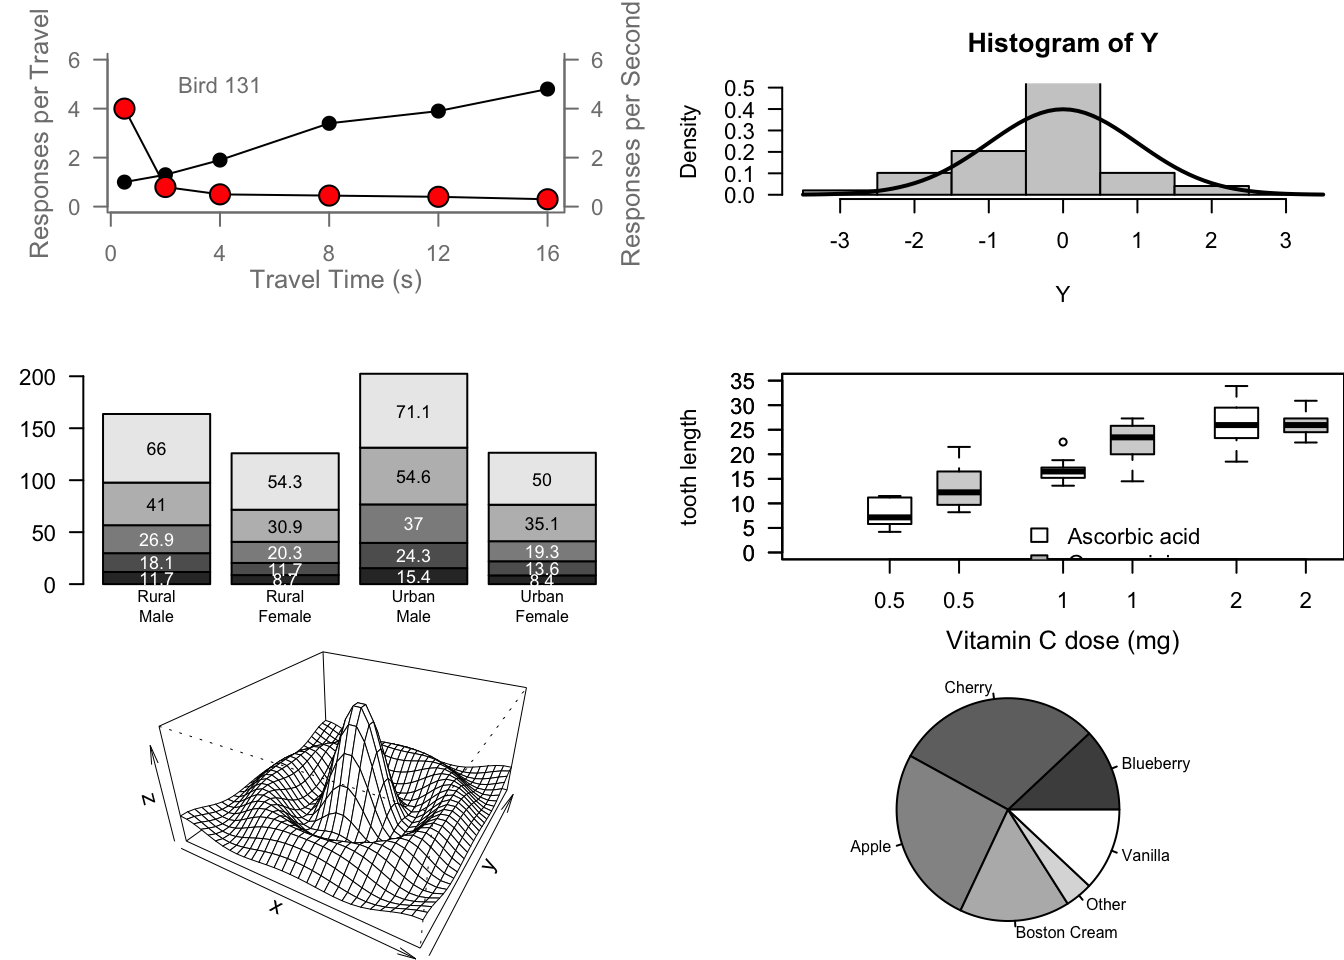 Responses per Travel
6
4
2
0
Bird 131
6
4
2
0
Responses per Second
0 4 8 12 16
Travel Time (s)
Histogram of Y
Density
0.5
0.4
0.3
0.2
0.1
0.0
-3 -2 -1 0 1 2 3
Y
200
150
100
50
0
66
41
26.9
18.1
11.7
Rural
Male
54.3
30.9
20.3
11.7
8.7
Rural
Female
71.1
54.6
37
24.3
15.4
Urban
Male
50
35.1
19.3
13.6
8.4
Urban
Female
tooth length
35
30
25
20
15
10
5
0
Ascorbic acid
0.5 0.5 1 1 2 2
Vitamin C dose (mg)
z
x
y
Cherry
Blueberry
Apple
Vanilla
Other
Boston Cream